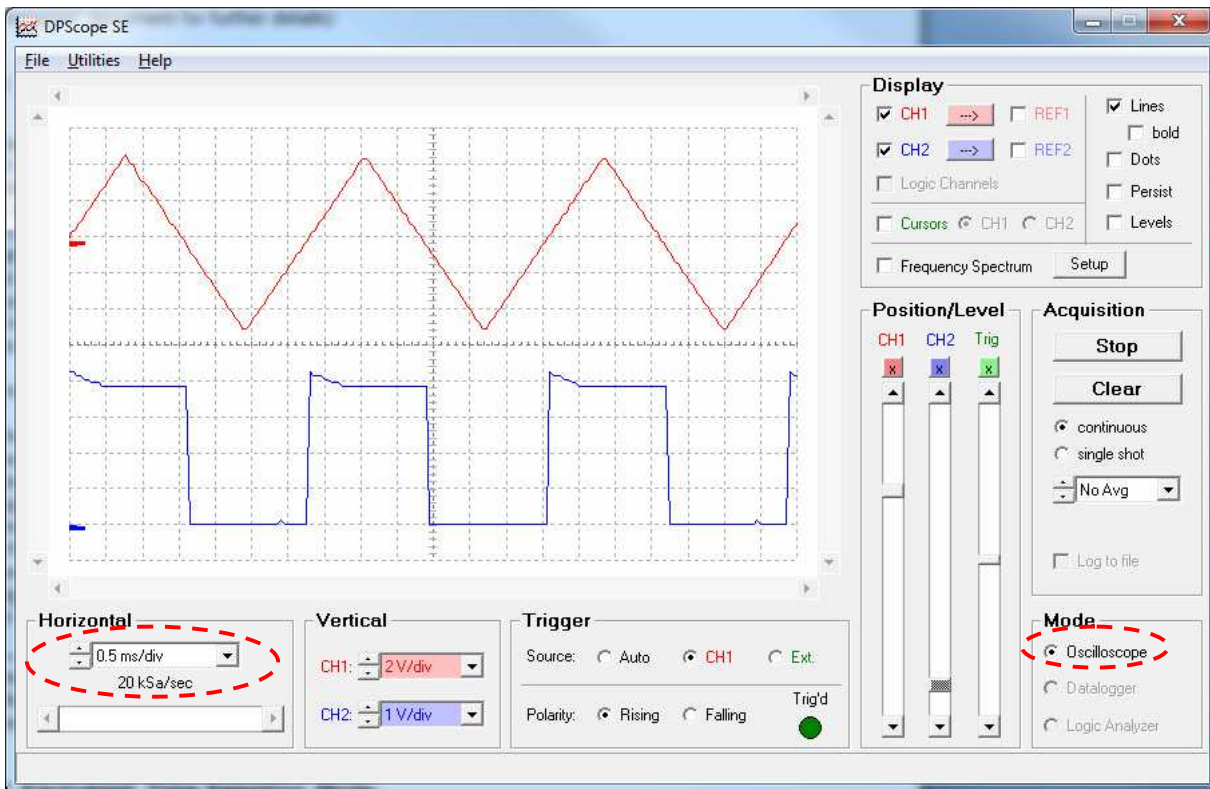 DPScope SE
File Utilities Help
Display
CH1 ---> REF1
CH2 ---> REF2
Logic Channels
Cursors CH1 CH2
Frequency Spectrum Setup
Lines
bold
Dots
Persist
Levels
Position/Level
CH1 CH2 Trig
x x x
Acquisition
Stop
Clear
continuous
single shot
No Avg
Log to file
Horizontal
0.5 ms/div
20 kSa/sec
Vertical
CH1: 2 V/div
CH2: 1 V/div
Trigger
Source: Auto CH1 Ext.
Polarity: Rising Falling
Trig'd
Mode
Oscilloscope
Datalogger
Logic Analyzer